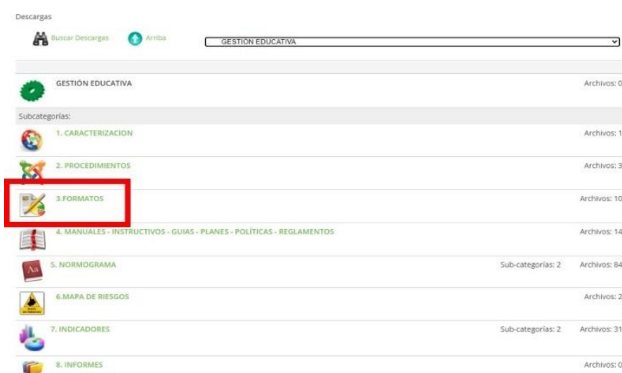 Descargas
Buscar Descargas Arriba GESTION EDUCATIVA
GESTIÓN EDUCATIVA Archivos: 0
Subcategorías:
1. CARACTERIZACION Archivos: 1
2. PROCEDIMIENTOS Archivos: 3
3.FORMATOS Archivos: 10
4. MANUALES - INSTRUCTIVOS - GUIAS - PLANES - POLÍTICAS - REGLAMENTOS Archivos: 14
5. NORMOGRAMA Sub-categorías: 2 Archivos: 84
6.MAPA DE RIESGOS Archivos: 2
7. INDICADORES Sub-categorías: 2 Archivos: 31
8. INFORMES Archivos: 0